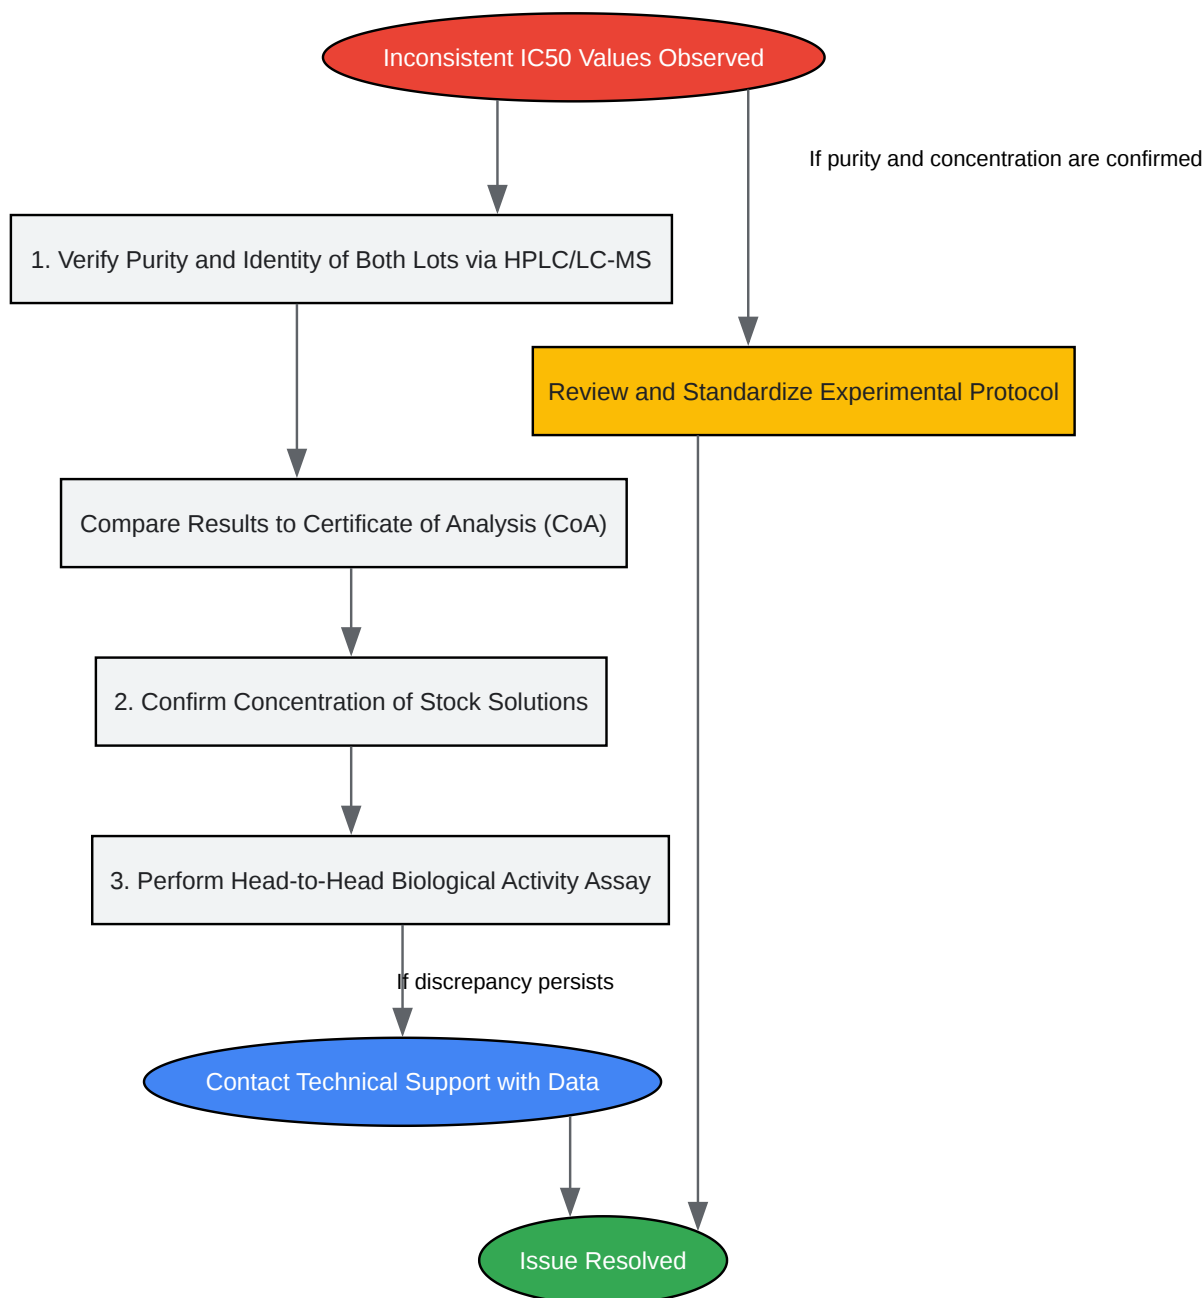 Inconsistent IC50 Values Observed
If purity and concentration are confirmed
1. Verify Purity and Identity of Both Lots via HPLC/LC-MS
Review and Standardize Experimental Protocol
Compare Results to Certificate of Analysis (CoA)
2. Confirm Concentration of Stock Solutions
3. Perform Head-to-Head Biological Activity Assay
If discrepancy persists
Contact Technical Support with Data
Issue Resolved